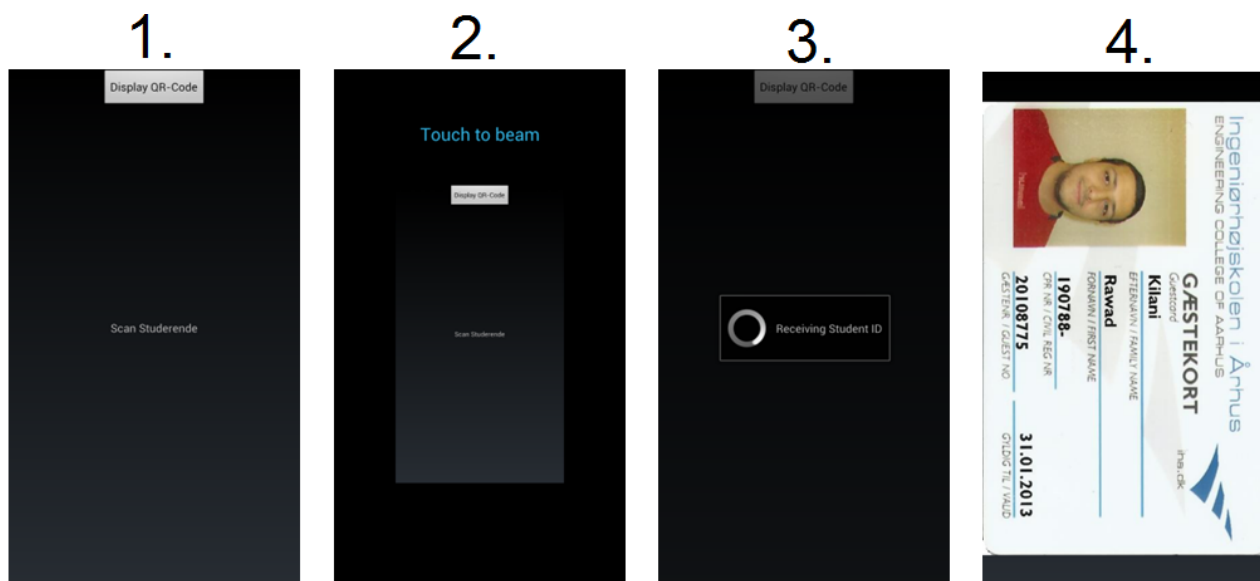 1.
Display QR-Code
Scan Studerende
2.
Touch to beam
Display QR-Code
Scan Studerende
3.
Display QR-Code
Receiving Student ID
4.
Ingeniørhøjskolen i Århus
ENGINEERING COLLEGE OF AARHUS
iha.dk
GÆSTEKORT
Guestcard
Kilani
EFTERNAVN / FAMILY NAME
Rawad
FORNAVN / FIRST NAME
190788-
CPR NR / CIVIL REG NR
20108775 31.01.2013
GÆSTENR. / GUEST NO. GYLDIG TIL / VALID
hummel